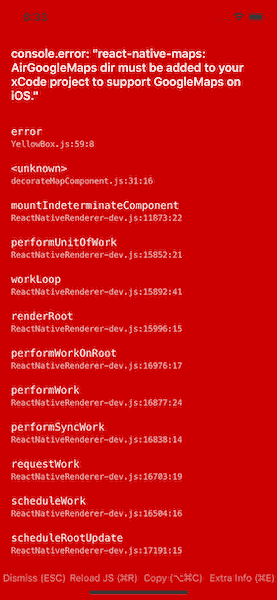 console.error: "react-native-maps:
AirGoogleMaps dir must be added to your
xCode project to support GoogleMaps on
iOS."
error
YellowBox.js:59:8
<unknown>
decorateMapComponent.js:31:16
mountIndeterminateComponent
ReactNativeRenderer-dev.js:11873:22
performUnitOfWork
ReactNativeRenderer-dev.js:15852:21
workLoop
ReactNativeRenderer-dev.js:15892:41
renderRoot
ReactNativeRenderer-dev.js:15996:15
performWorkOnRoot
ReactNativeRenderer-dev.js:16976:17
performWork
ReactNativeRenderer-dev.js:16877:24
performSyncWork
ReactNativeRenderer-dev.js:16838:14
requestWork
ReactNativeRenderer-dev.js:16703:19
scheduleWork
ReactNativeRenderer-dev.js:16504:16
scheduleRootUpdate
ReactNativeRenderer-dev.js:17191:15
Dismiss (ESC) Reload JS (⌘R) Copy (⌥⌘C) Extra Info (⌘E)